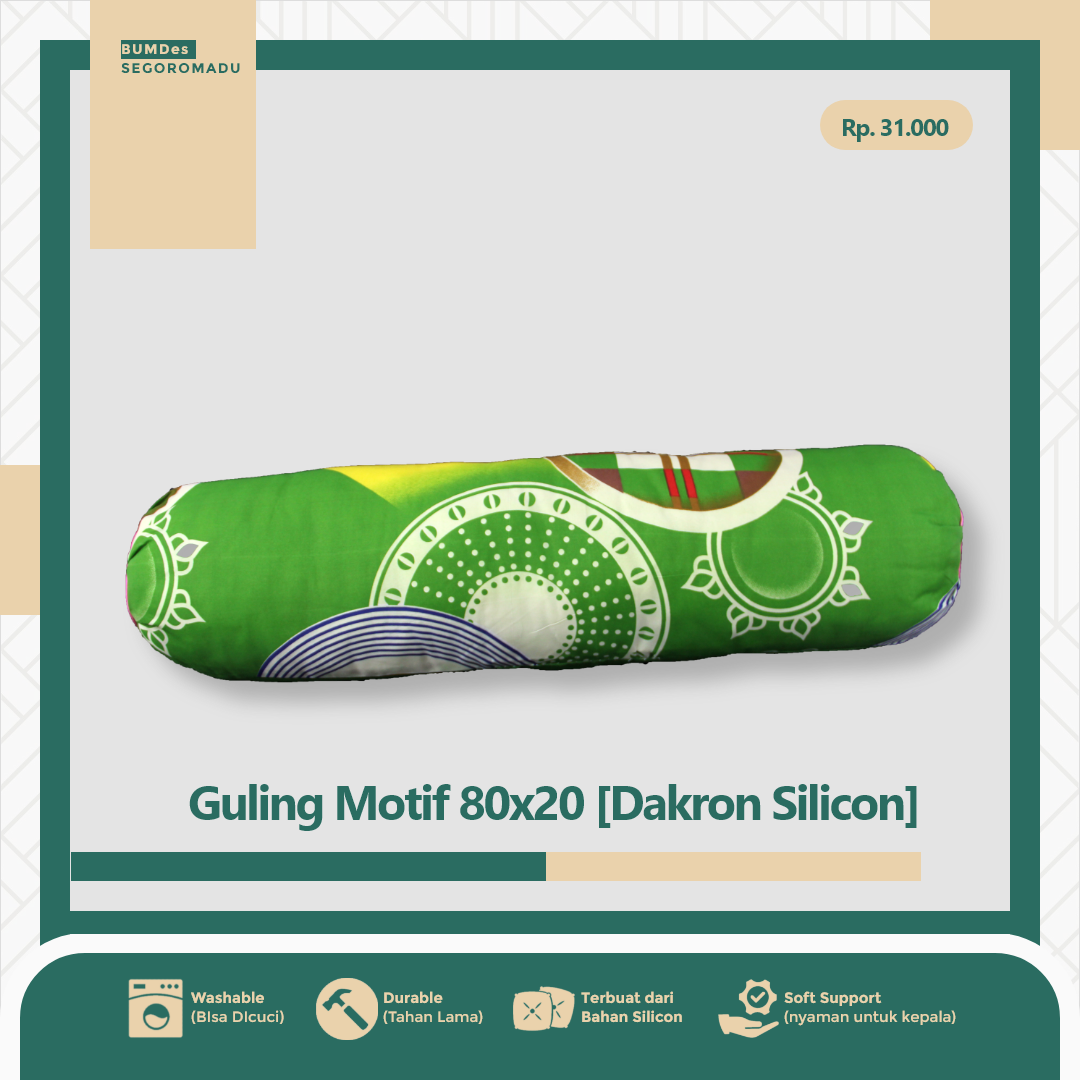 BUMDes
SEGOROMADU
Rp. 31.000
Guling Motif 80x20 [Dakron Silicon]
Washable
(BIsa DIcuci)
Durable
(Tahan Lama)
Terbuat dari
Bahan Silicon
Soft Support
(nyaman untuk kepala)